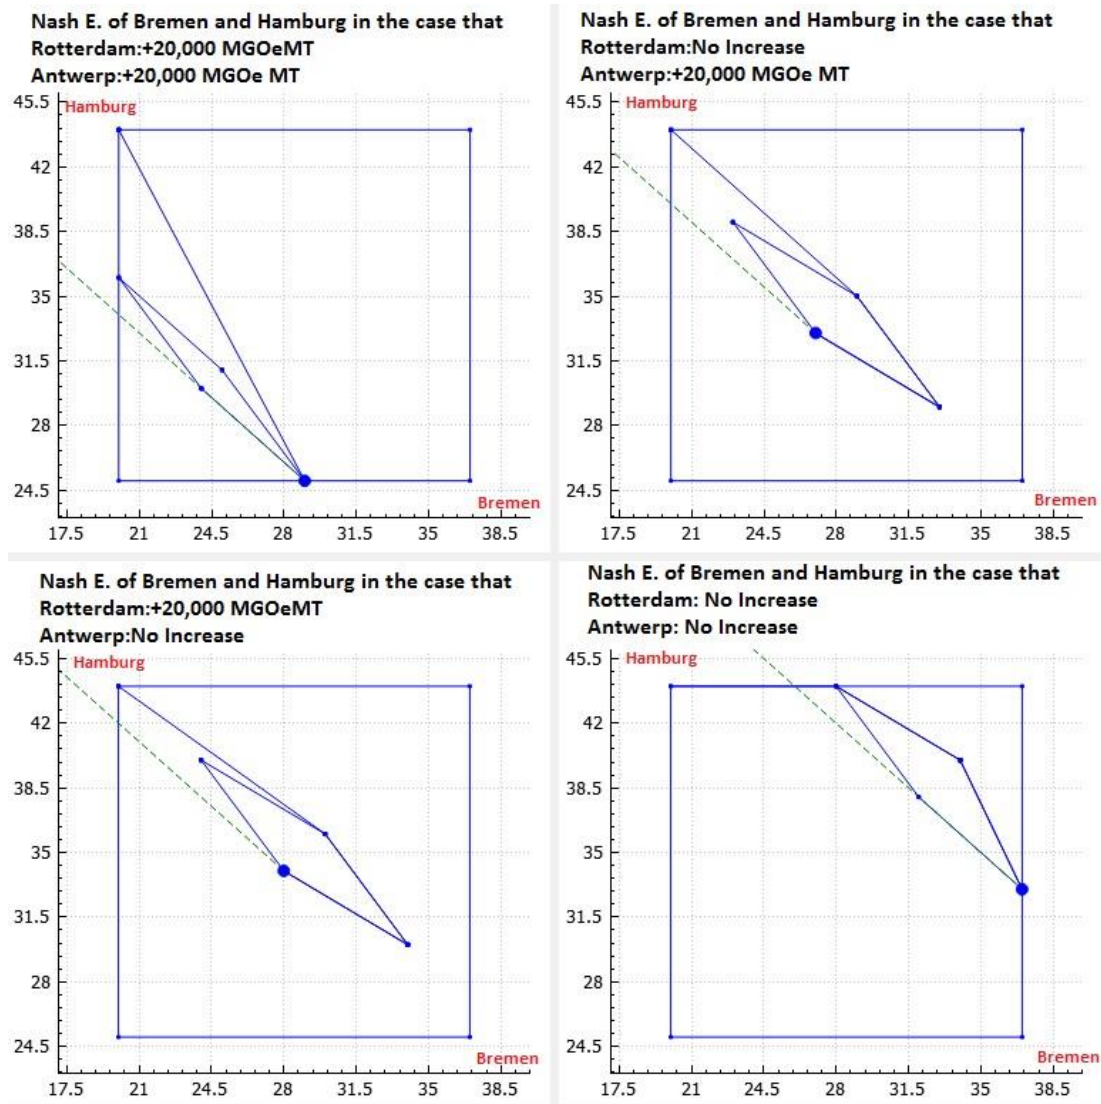 Nash E. of Bremen and Hamburg in the case that
Rotterdam:+20,000 MGOeMT
Antwerp:+20,000 MGOe MT
45.5
Hamburg
42
38.5
35
31.5
28
24.5
Bremen
17.5 21 24.5 28 31.5 35 38.5
Nash E. of Bremen and Hamburg in the case that
Rotterdam:No Increase
Antwerp:+20,000 MGOe MT
45.5
Hamburg
42
38.5
35
31.5
28
24.5
Bremen
17.5 21 24.5 28 31.5 35 38.5
Nash E. of Bremen and Hamburg in the case that
Rotterdam:+20,000 MGOeMT
Antwerp:No Increase
45.5
Hamburg
42
38.5
35
31.5
28
24.5
Bremen
17.5 21 24.5 28 31.5 35 38.5
Nash E. of Bremen and Hamburg in the case that
Rotterdam: No Increase
Antwerp: No Increase
45.5
Hamburg
42
38.5
35
31.5
28
24.5
Bremen
17.5 21 24.5 28 31.5 35 38.5